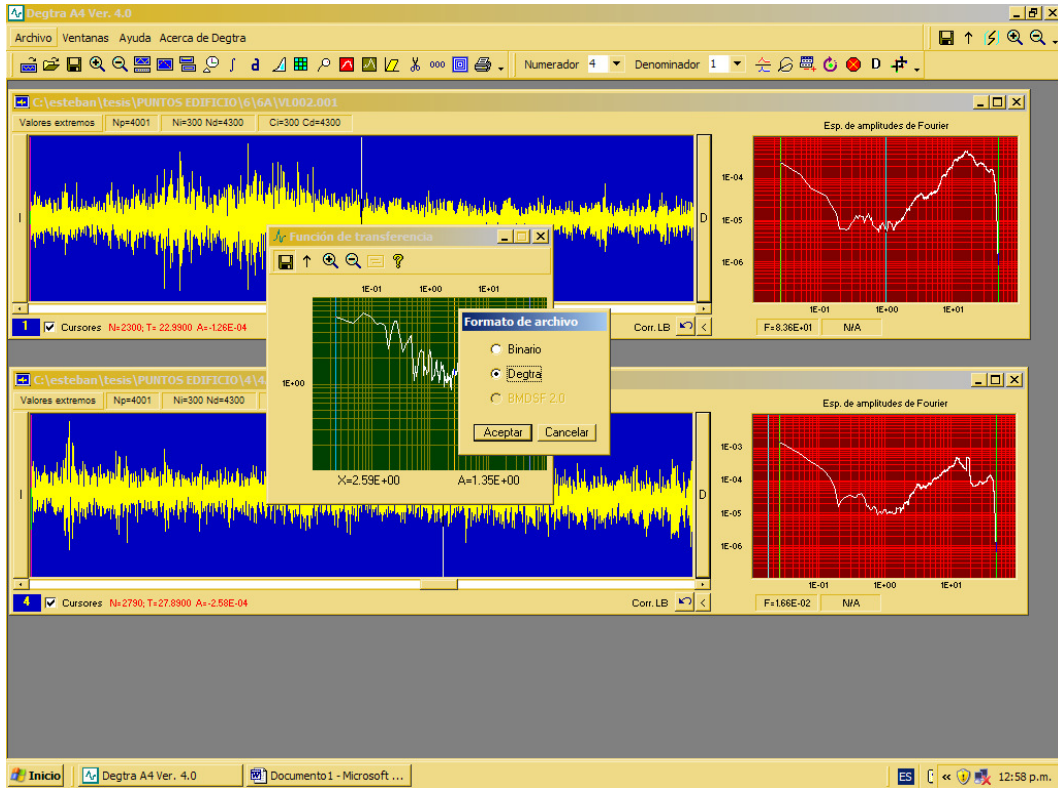 Degtra A4 Ver. 4.0
Archivo Ventanas Ayuda Acerca de Degtra
Numerador 4 Denominador 1 D
C:\esteban\tesis\PUNTOS EDIFICIO\6\6A\VL002.001
Valores extremos Np=4001 Ni=300 Nd=4300 Ci=300 Cd=4300
Esp. de amplitudes de Fourier
I
D
1E-04
1E-05
1E-06
1E-01 1E+00 1E+01
1 Cursores N=2300; T= 22.9900 A=-1.26E-04 Corr. LB < F=8.36E+01 N/A
Función de transferencia
1E-01 1E+00 1E+01
1E+00
X=2.59E+00 A=1.35E+00
Formato de archivo
Binario
Degtra
BMDSF 2.0
Aceptar Cancelar
C:\esteban\tesis\PUNTOS EDIFICIO\4\4
Valores extremos Np=4001 Ni=300 Nd=4300
Esp. de amplitudes de Fourier
I
D
1E-03
1E-04
1E-05
1E-06
1E-01 1E+00 1E+01
4 Cursores N=2790; T=27.8900 A=-2.58E-04 Corr. LB < F=1.66E-02 N/A
Inicio Degtra A4 Ver. 4.0 Documento1 - Microsoft ... ES « 12:58 p.m.